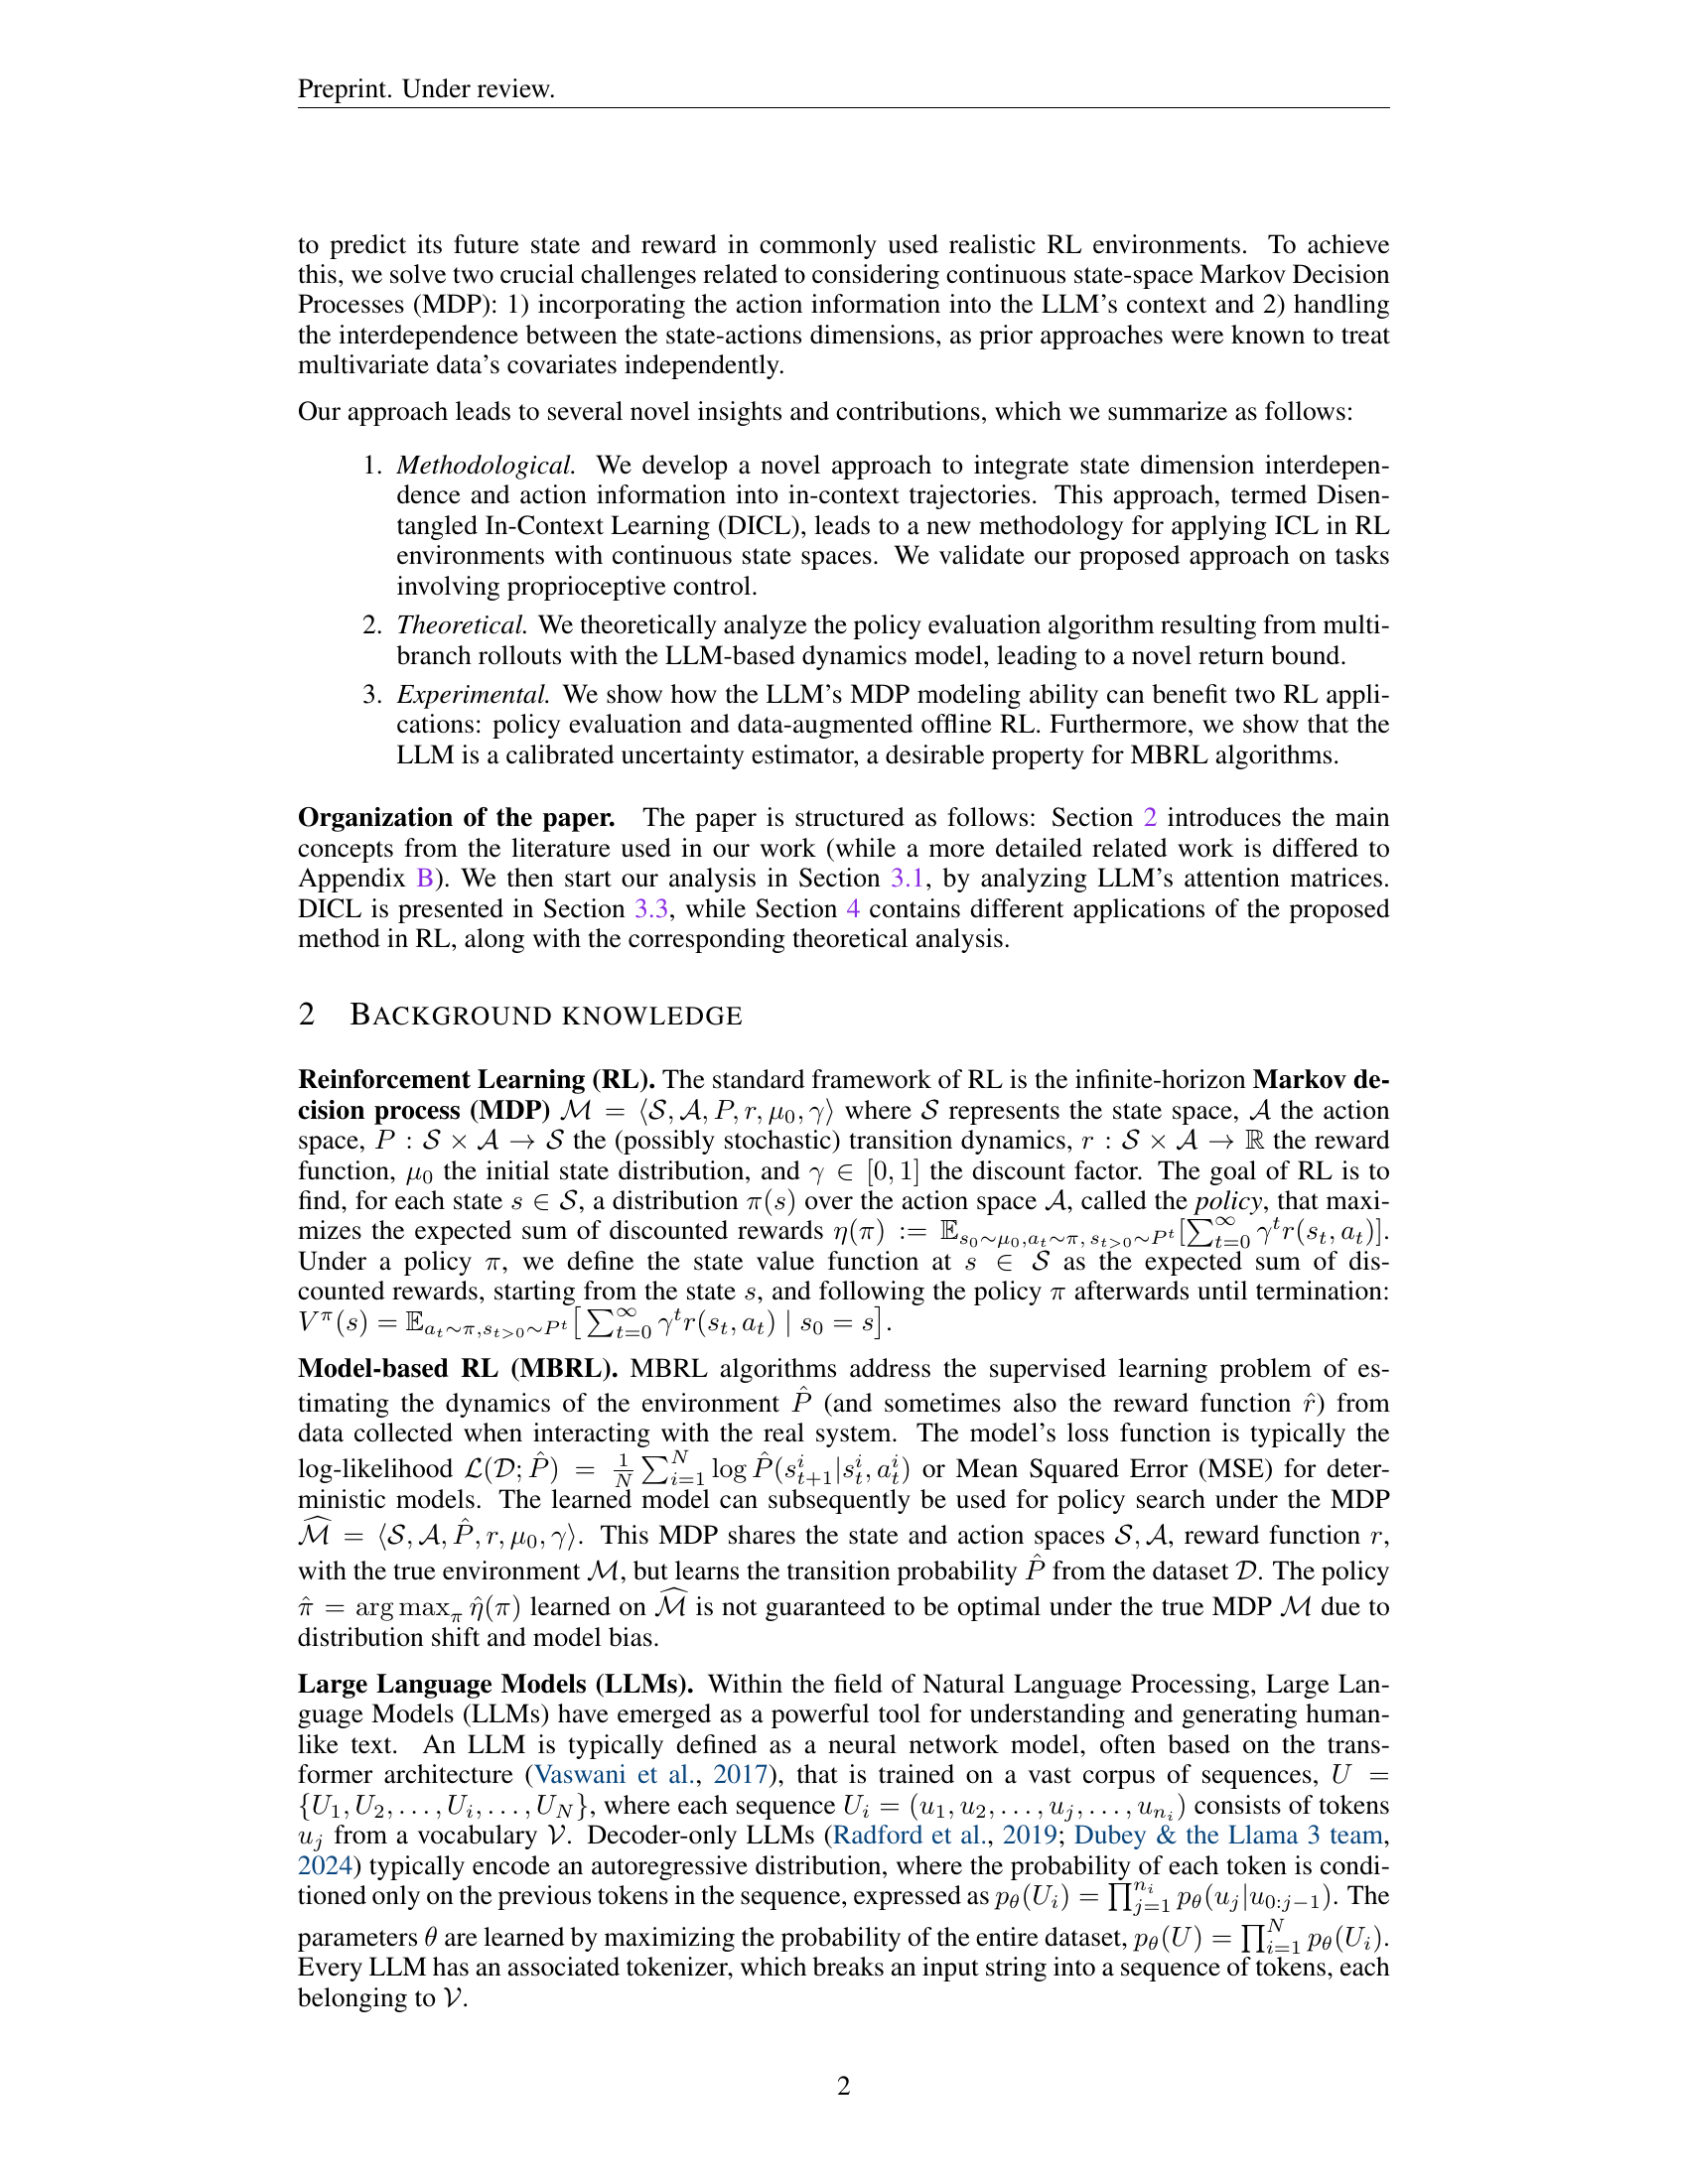 Preprint. Under review.
to predict its future state and reward in commonly used realistic RL environments. To achieve
this, we solve two crucial challenges related to considering continuous state-space Markov Decision
Processes (MDP): 1) incorporating the action information into the LLM's context and 2) handling
the interdependence between the state-actions dimensions, as prior approaches were known to treat
multivariate data's covariates independently.
Our approach leads to several novel insights and contributions, which we summarize as follows:
1. Methodological. We develop a novel approach to integrate state dimension interdepen-
dence and action information into in-context trajectories. This approach, termed Disen-
tangled In-Context Learning (DICL), leads to a new methodology for applying ICL in RL
environments with continuous state spaces. We validate our proposed approach on tasks
involving proprioceptive control.
2. Theoretical. We theoretically analyze the policy evaluation algorithm resulting from multi-
branch rollouts with the LLM-based dynamics model, leading to a novel return bound.
3. Experimental. We show how the LLM's MDP modeling ability can benefit two RL appli-
cations: policy evaluation and data-augmented offline RL. Furthermore, we show that the
LLM is a calibrated uncertainty estimator, a desirable property for MBRL algorithms.
Organization of the paper. The paper is structured as follows: Section 2 introduces the main
concepts from the literature used in our work (while a more detailed related work is differed to
Appendix B). We then start our analysis in Section 3.1, by analyzing LLM's attention matrices.
DICL is presented in Section 3.3, while Section 4 contains different applications of the proposed
method in RL, along with the corresponding theoretical analysis.
2 BACKGROUND KNOWLEDGE
Reinforcement Learning (RL). The standard framework of RL is the infinite-horizon Markov de-
cision process (MDP) $\mathcal{M} = \langle \mathcal{S}, \mathcal{A}, P, r, \mu_0, \gamma \rangle$ where $\mathcal{S}$ represents the state space, $\mathcal{A}$ the action
space, $P : \mathcal{S} \times \mathcal{A} \to \mathcal{S}$ the (possibly stochastic) transition dynamics, $r : \mathcal{S} \times \mathcal{A} \to \mathbb{R}$ the reward
function, $\mu_0$ the initial state distribution, and $\gamma \in [0, 1]$ the discount factor. The goal of RL is to
find, for each state $s \in \mathcal{S}$, a distribution $\pi(s)$ over the action space $\mathcal{A}$, called the policy, that maxi-
mizes the expected sum of discounted rewards $\eta(\pi) := \mathbb{E}_{s_0 \sim \mu_0, a_t \sim \pi, s_{t>0} \sim P^t}[\sum_{t=0}^{\infty} \gamma^t r(s_t, a_t)]$.
Under a policy $\pi$, we define the state value function at $s \in \mathcal{S}$ as the expected sum of dis-
counted rewards, starting from the state $s$, and following the policy $\pi$ afterwards until termination:
$V^\pi(s) = \mathbb{E}_{a_t \sim \pi, s_{t>0} \sim P^t}[\sum_{t=0}^{\infty} \gamma^t r(s_t, a_t) \mid s_0 = s]$.
Model-based RL (MBRL). MBRL algorithms address the supervised learning problem of es-
timating the dynamics of the environment $\hat{P}$ (and sometimes also the reward function $\hat{r}$) from
data collected when interacting with the real system. The model's loss function is typically the
log-likelihood $\mathcal{L}(\mathcal{D}; \hat{P}) = \frac{1}{N} \sum_{i=1}^{N} \log \hat{P}(s_{t+1}^i | s_t^i, a_t^i)$ or Mean Squared Error (MSE) for deter-
ministic models. The learned model can subsequently be used for policy search under the MDP
$\widehat{\mathcal{M}} = \langle \mathcal{S}, \mathcal{A}, \hat{P}, r, \mu_0, \gamma \rangle$. This MDP shares the state and action spaces $\mathcal{S}, \mathcal{A}$, reward function $r$,
with the true environment $\mathcal{M}$, but learns the transition probability $\hat{P}$ from the dataset $\mathcal{D}$. The policy
$\hat{\pi} = \arg\max_\pi \hat{\eta}(\pi)$ learned on $\widehat{\mathcal{M}}$ is not guaranteed to be optimal under the true MDP $\mathcal{M}$ due to
distribution shift and model bias.
Large Language Models (LLMs). Within the field of Natural Language Processing, Large Lan-
guage Models (LLMs) have emerged as a powerful tool for understanding and generating human-
like text. An LLM is typically defined as a neural network model, often based on the trans-
former architecture (Vaswani et al., 2017), that is trained on a vast corpus of sequences, $U =$
$\{U_1, U_2, \ldots, U_i, \ldots, U_N\}$, where each sequence $U_i = (u_1, u_2, \ldots, u_j, \ldots, u_{n_i})$ consists of tokens
$u_j$ from a vocabulary $\mathcal{V}$. Decoder-only LLMs (Radford et al., 2019; Dubey & the Llama 3 team,
2024) typically encode an autoregressive distribution, where the probability of each token is condi-
tioned only on the previous tokens in the sequence, expressed as $p_\theta(U_i) = \prod_{j=1}^{n_i} p_\theta(u_j | u_{0:j-1})$. The
parameters $\theta$ are learned by maximizing the probability of the entire dataset, $p_\theta(U) = \prod_{i=1}^{N} p_\theta(U_i)$.
Every LLM has an associated tokenizer, which breaks an input string into a sequence of tokens, each
belonging to $\mathcal{V}$.
2